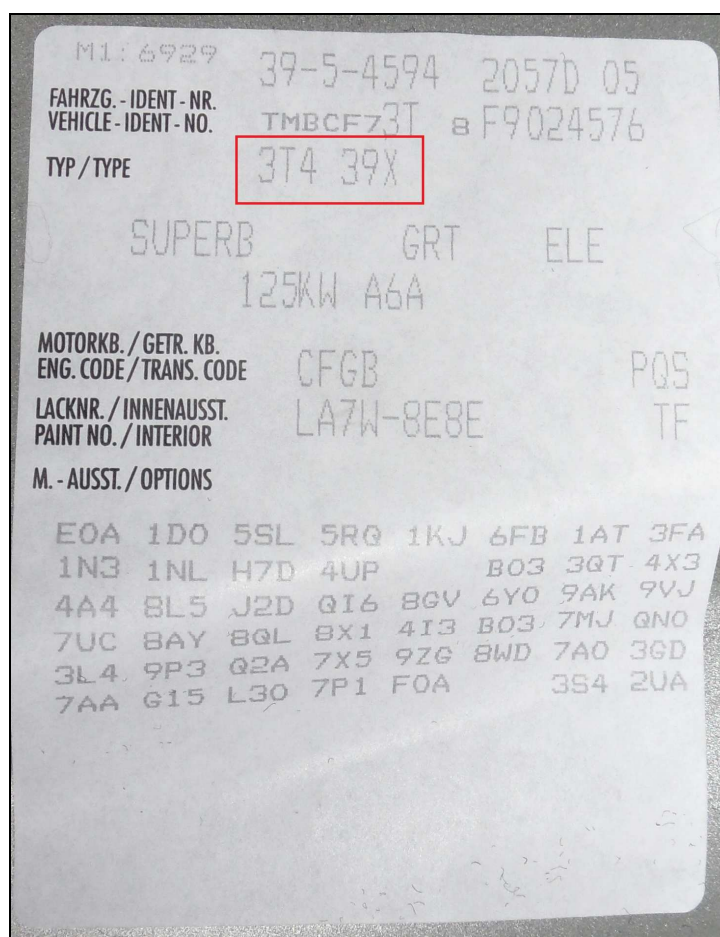 M1: 6929 39-5-4594 2057D 05
FAHRZG. - IDENT - NR.
VEHICLE - IDENT - NO. TMBCF73T 8 F9024576
TYP / TYPE 3T4 39X
SUPERB GRT ELE
125KW A6A
MOTORKB. / GETR. KB.
ENG. CODE / TRANS. CODE CFGB PQS
LACKNR. / INNENAUSST.
PAINT NO. / INTERIOR LA7W-8E8E TF
M. - AUSST. / OPTIONS
E0A 1D0 5SL 5RQ 1KJ 6FB 1AT 3FA
1N3 1NL H7D 4UP B03 3QT 4X3
4A4 8L5 J2D QI6 8GV 6Y0 9AK 9VJ
7UC 8AY 8QL 8X1 4I3 B03 7MJ QN0
3L4 9P3 Q2A 7X5 9ZG 8WD 7A0 3GD
7AA G15 L30 7P1 F0A 3S4 2UA